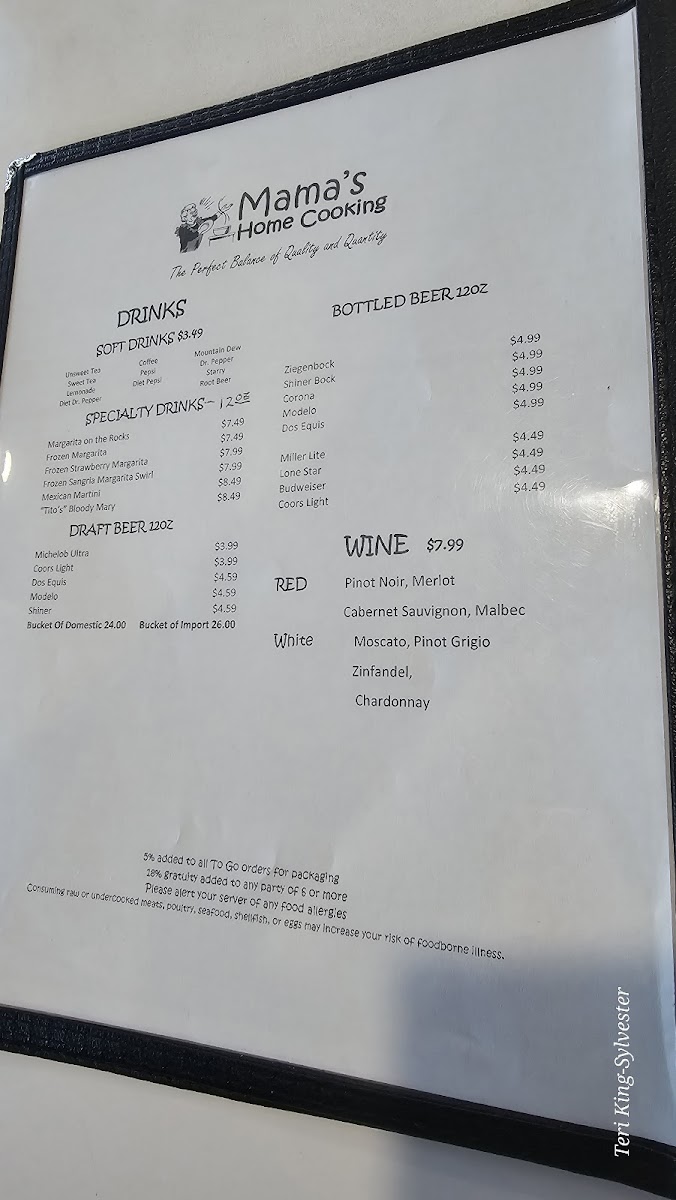 Mama's
Home Cooking
The Perfect Balance of Quality and Quantity
DRINKS
SOFT DRINKS $3.49
Unsweet Tea Coffee Mountain Dew
Sweet Tea Pepsi Dr. Pepper
Lemonade Diet Pepsi Starry
Diet Dr. Pepper Root Beer
SPECIALTY DRINKS - 12oz
Margarita on the Rocks $7.49
Frozen Margarita $7.49
Frozen Strawberry Margarita $7.99
Frozen Sangria Margarita Swirl $7.99
Mexican Martini $8.49
"Tito's" Bloody Mary $8.49
DRAFT BEER 12OZ
Michelob Ultra $3.99
Coors Light $3.99
Dos Equis $4.59
Modelo $4.59
Shiner $4.59
Bucket Of Domestic 24.00 Bucket of Import 26.00
BOTTLED BEER 12OZ
Ziegenbock $4.99
Shiner Bock $4.99
Corona $4.99
Modelo $4.99
Dos Equis $4.99
Miller Lite $4.49
Lone Star $4.49
Budweiser $4.49
Coors Light $4.49
WINE $7.99
RED Pinot Noir, Merlot
Cabernet Sauvignon, Malbec
White Moscato, Pinot Grigio
Zinfandel,
Chardonnay
5% added to all To Go orders for packaging
18% gratuity added to any party of 6 or more
Please alert your server of any food allergies
Consuming raw or undercooked meats, poultry, seafood, shellfish, or eggs may increase your risk of foodborne illness.
Teri King-Sylvester